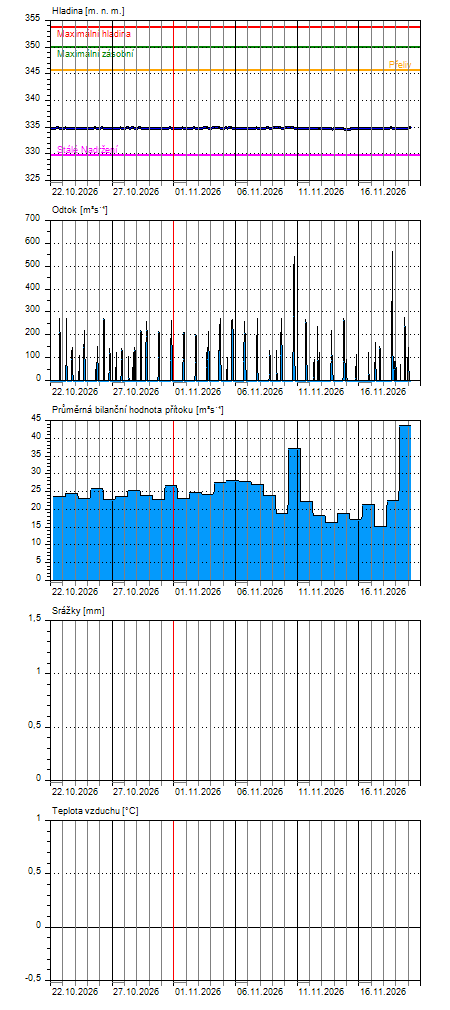 Hladina [m. n. m.]
355
350
345
340
335
330
325
Maximální hladina
Maximální zásobní
Přeliv
Stálé Nadržení
22.10.2026 27.10.2026 01.11.2026 06.11.2026 11.11.2026 16.11.2026
Odtok [m³s⁻¹]
700
600
500
400
300
200
100
0
22.10.2026 27.10.2026 01.11.2026 06.11.2026 11.11.2026 16.11.2026
Průměrná bilanční hodnota přítoku [m³s⁻¹]
45
40
35
30
25
20
15
10
5
0
22.10.2026 27.10.2026 01.11.2026 06.11.2026 11.11.2026 16.11.2026
Srážky [mm]
1,5
1
0,5
0
22.10.2026 27.10.2026 01.11.2026 06.11.2026 11.11.2026 16.11.2026
Teplota vzduchu [°C]
1
0,5
0
-0,5
22.10.2026 27.10.2026 01.11.2026 06.11.2026 11.11.2026 16.11.2026